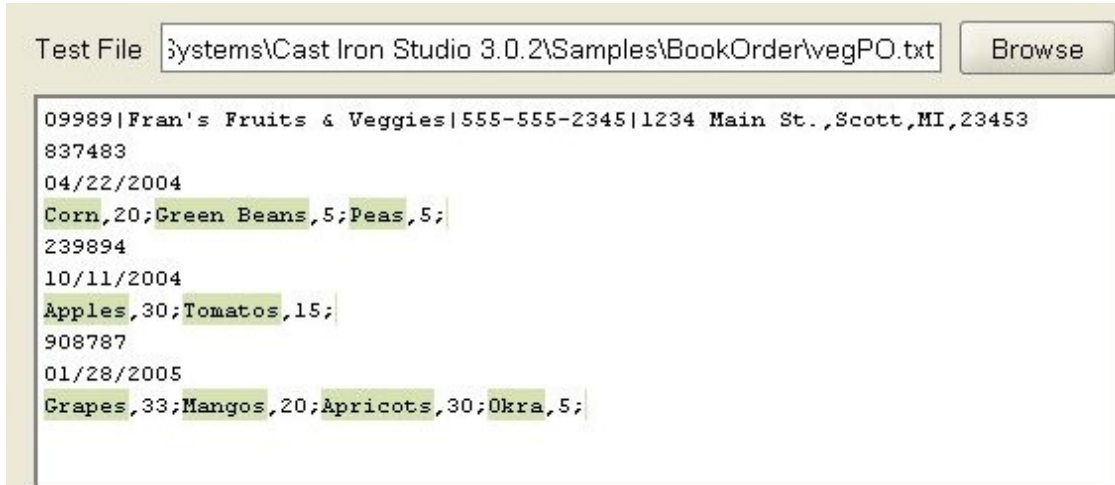 Test File Systems\Cast Iron Studio 3.0.2\Samples\BookOrder\vegPO.txt Browse
09989|Fran's Fruits & Veggies|555-555-2345|1234 Main St.,Scott,MI,23453
837483
04/22/2004
Corn,20;Green Beans,5;Peas,5;
239894
10/11/2004
Apples,30;Tomatos,15;
908787
01/28/2005
Grapes,33;Mangos,20;Apricots,30;Okra,5;